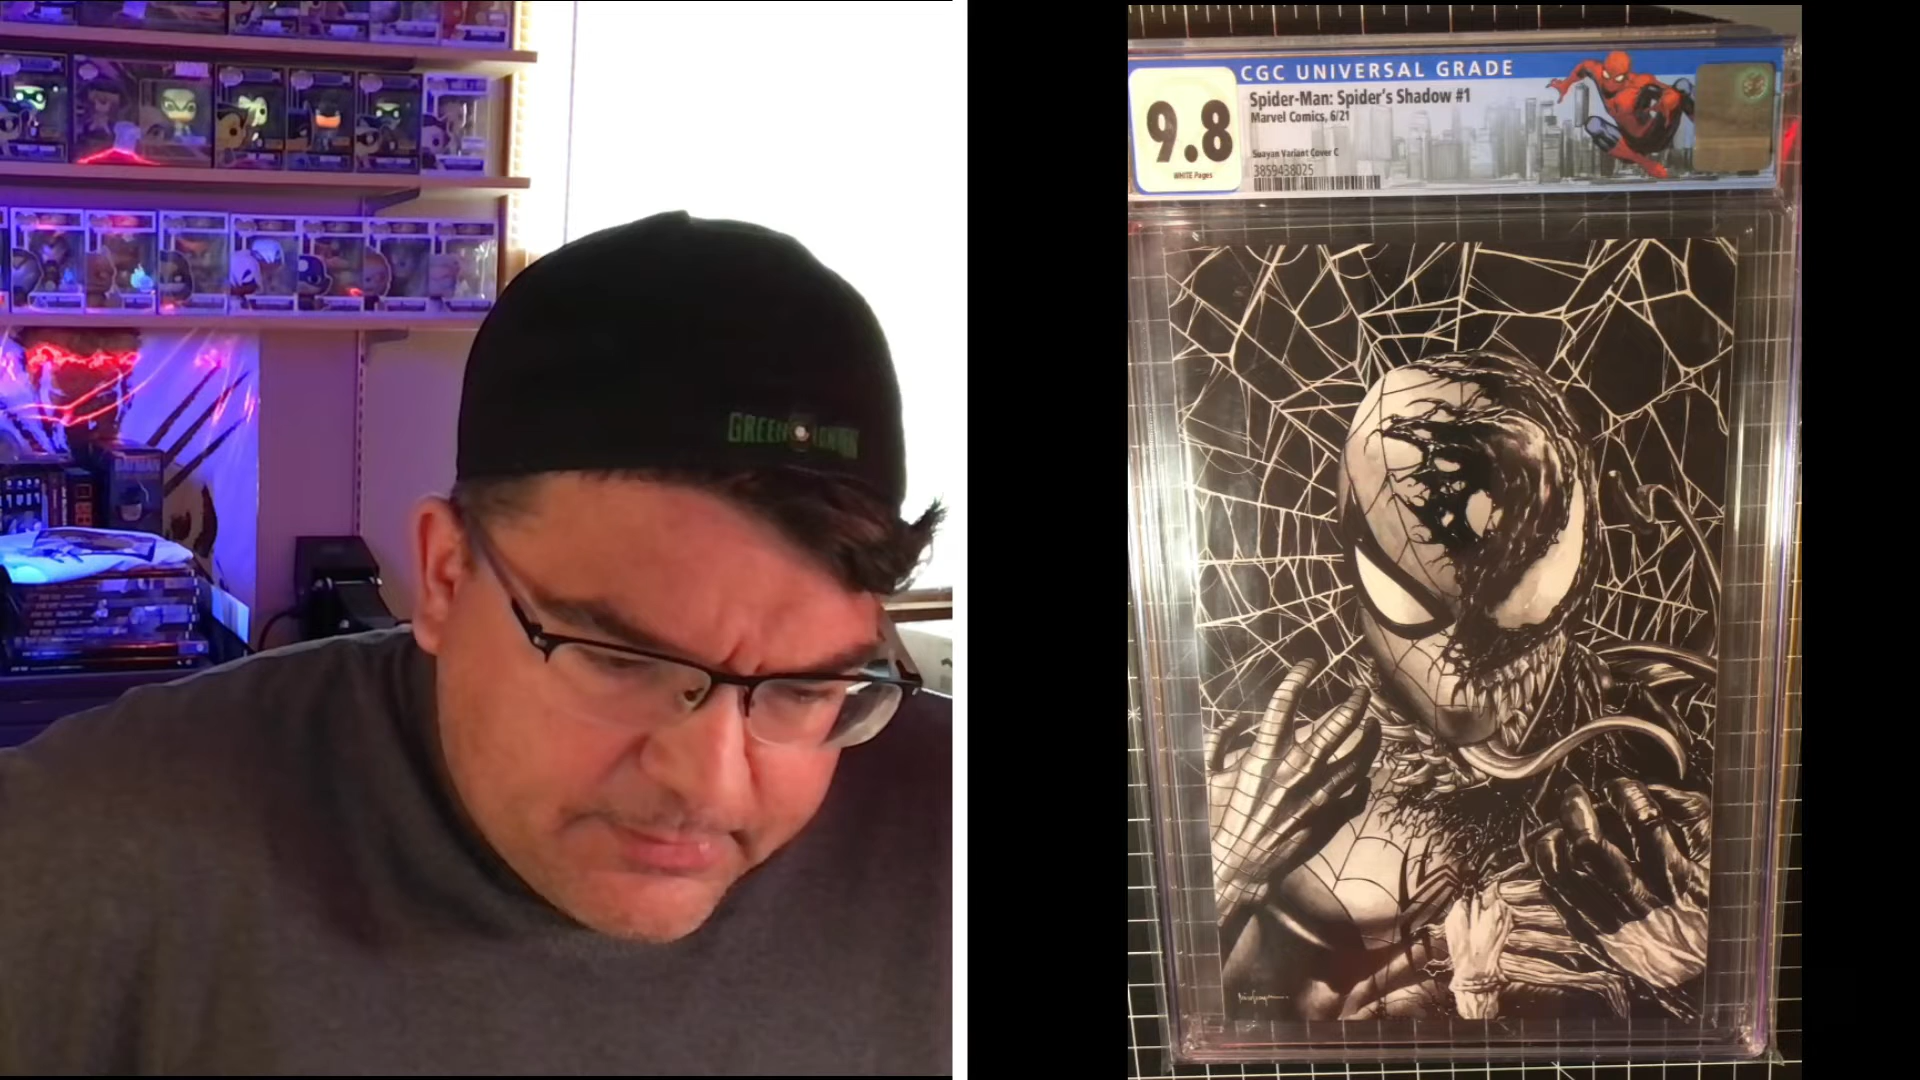 GREEN LANTERN
BATMAN
CGC UNIVERSAL GRADE
9.8
WHITE Pages
Spider-Man: Spider's Shadow #1
Marvel Comics, 6/21
Suayan Variant Cover C
3859438025